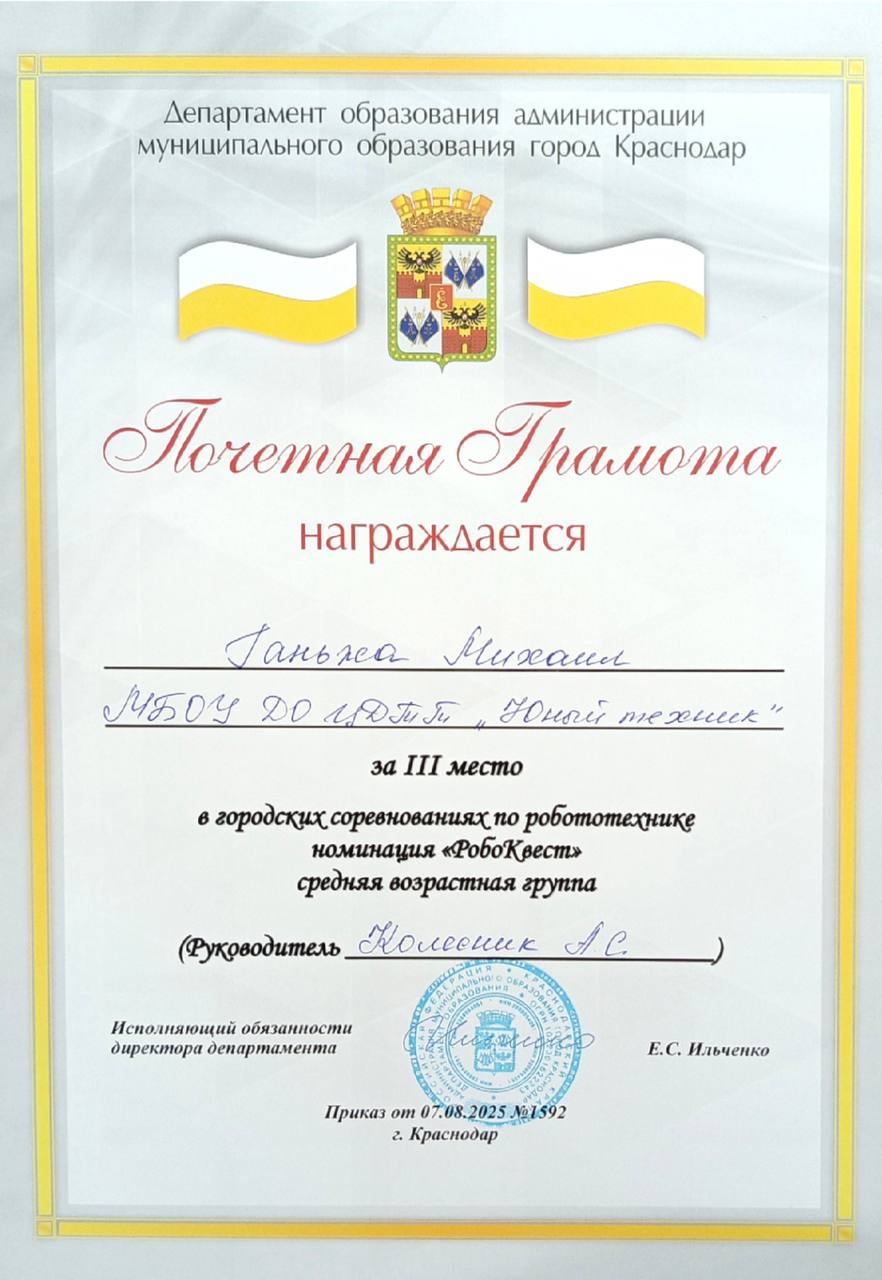 Департамент образования администрации
муниципального образования город Краснодар
Почетная Грамота
награждается
Ганьжа Михаил
МБОУ ДО ЦДТТ „Юный техник"
за III место
в городских соревнованиях по робототехнике
номинация «РобоКвест»
средняя возрастная группа
(Руководитель Колесник А.С.)
Исполняющий обязанности
директора департамента
Е.С. Ильченко
Приказ от 07.08.2025 №1592
г. Краснодар